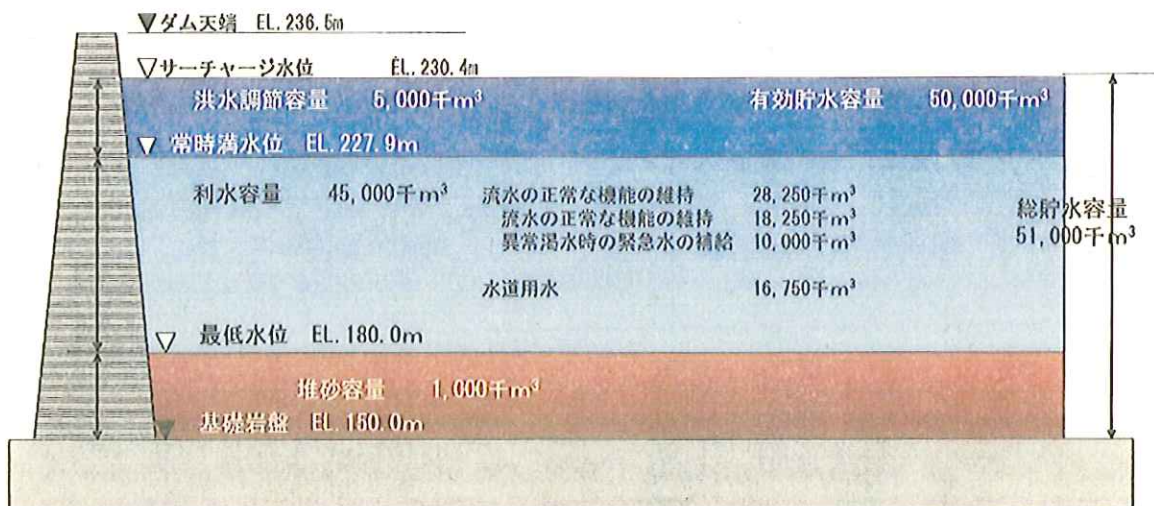 ▼ダム天端 EL.236.5m
▽サーチャージ水位 EL.230.4m
洪水調節容量 5,000千m³ 有効貯水容量 50,000千m³
▽ 常時満水位 EL.227.9m
利水容量 45,000千m³ 流水の正常な機能の維持 28,250千m³
流水の正常な機能の維持 18,250千m³
異常渇水時の緊急水の補給 10,000千m³
総貯水容量
51,000千m³
水道用水 16,750千m³
▽ 最低水位 EL.180.0m
堆砂容量 1,000千m³
▼ 基礎岩盤 EL.150.0m